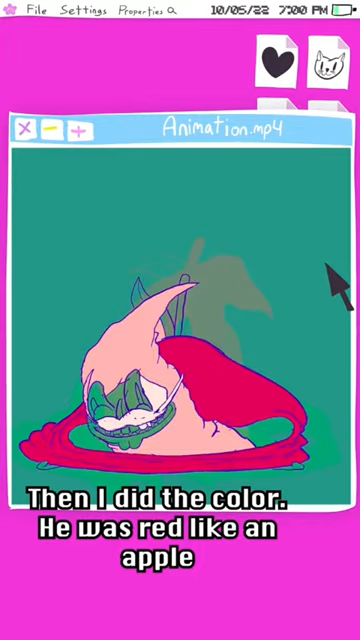 File Settings Properties 10/05/22 7:00 PM
Animation.mp4
Then I did the color.
He was red like an
apple